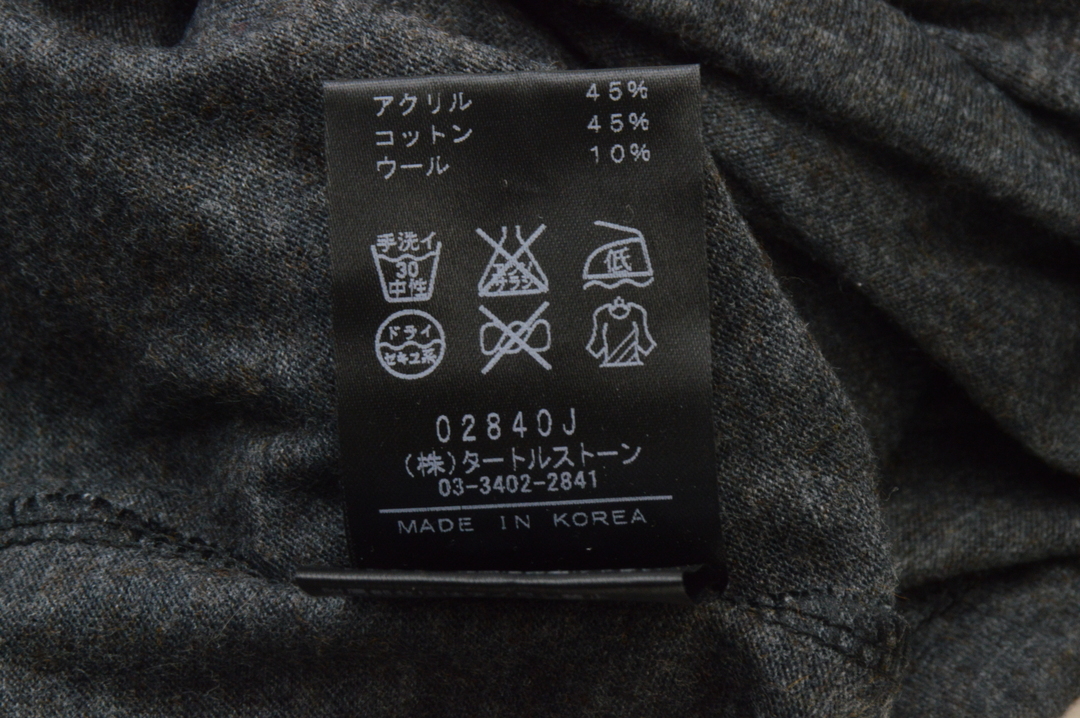 アクリル 45%
コットン 45%
ウール 10%
手洗イ
30
中性
低
ドライ
セキユ系
02840J
(株)タートルストーン
03-3402-2841
MADE IN KOREA